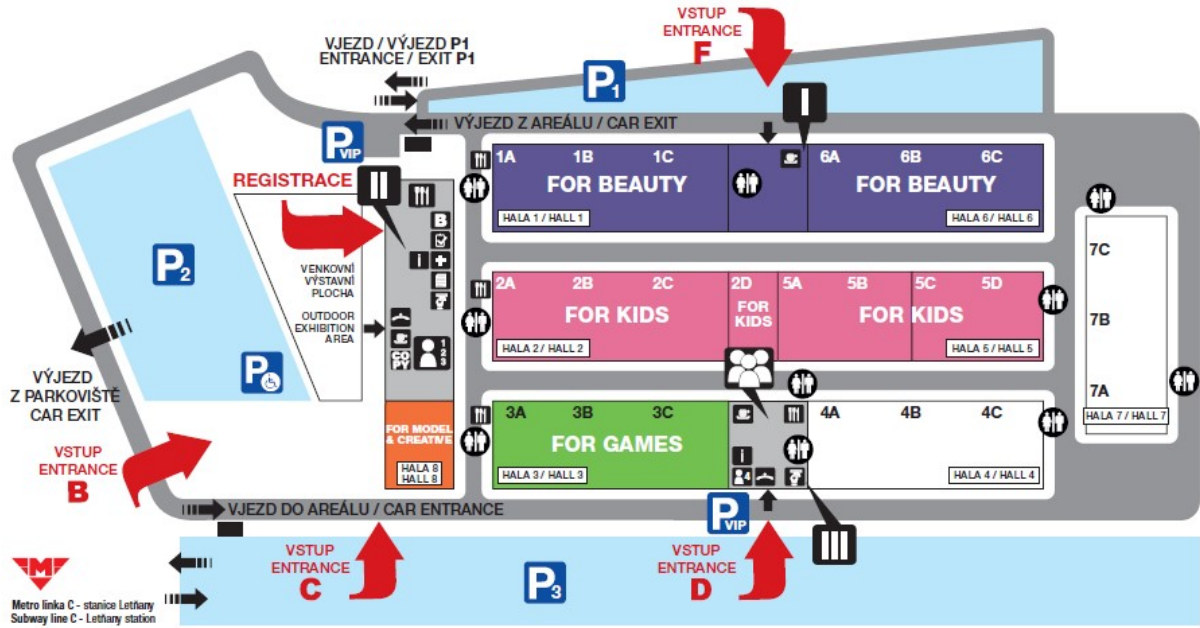 VSTUP
ENTRANCE
F
VJEZD / VÝJEZD P1
ENTRANCE / EXIT P1
P1
I
VÝJEZD Z AREÁLU / CAR EXIT
P VIP
REGISTRACE
II
1A 1B 1C
FOR BEAUTY
HALA 1 / HALL 1
6A 6B 6C
FOR BEAUTY
HALA 6 / HALL 6
B
i
VENKOVNÍ
VÝSTAVNÍ
PLOCHA
OUTDOOR
EXHIBITION
AREA
P2
7C
7B
7A
HALA 7 / HALL 7
2A 2B 2C
FOR KIDS
HALA 2 / HALL 2
2D
FOR
KIDS
5A 5B 5C 5D
FOR KIDS
HALA 5 / HALL 5
COPY
1
2
3
P
VÝJEZD
Z PARKOVIŠTĚ
CAR EXIT
VSTUP
ENTRANCE
B
FOR MODEL
& CREATIVE
HALA 8
HALL 8
3A 3B 3C
FOR GAMES
HALA 3 / HALL 3
i
4
4A 4B 4C
HALA 4 / HALL 4
VJEZD DO AREÁLU / CAR ENTRANCE
P VIP
III
VSTUP
ENTRANCE
C
P3
VSTUP
ENTRANCE
D
M
Metro linka C - stanice Letňany
Subway line C - Letňany station